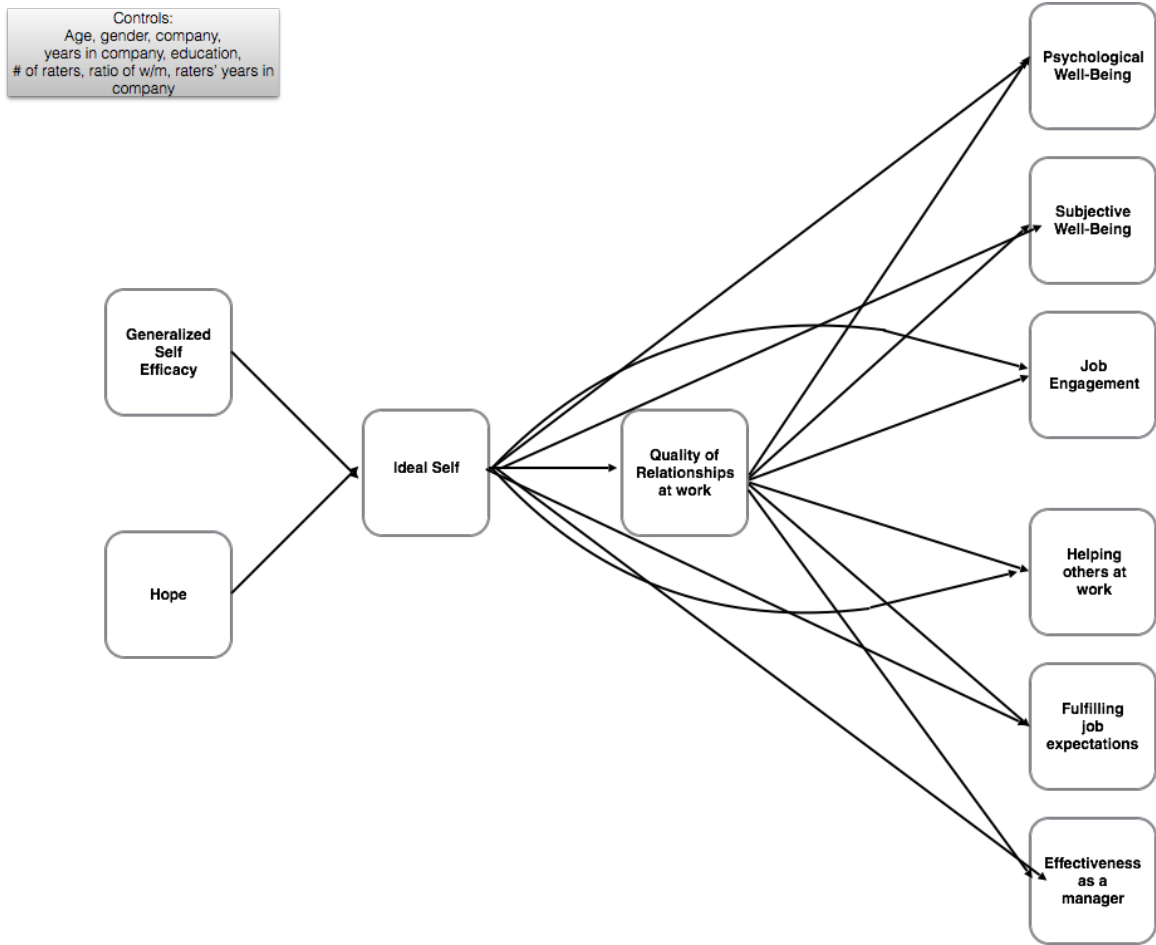 Controls:
Age, gender, company,
years in company, education,
# of raters, ratio of w/m, raters' years in
company
Psychological
Well-Being
Subjective
Well-Being
Generalized
Self
Efficacy
Job
Engagement
Ideal Self
Quality of
Relationships
at work
Hope
Helping
others at
work
Fulfilling
job
expectations
Effectiveness
as a
manager